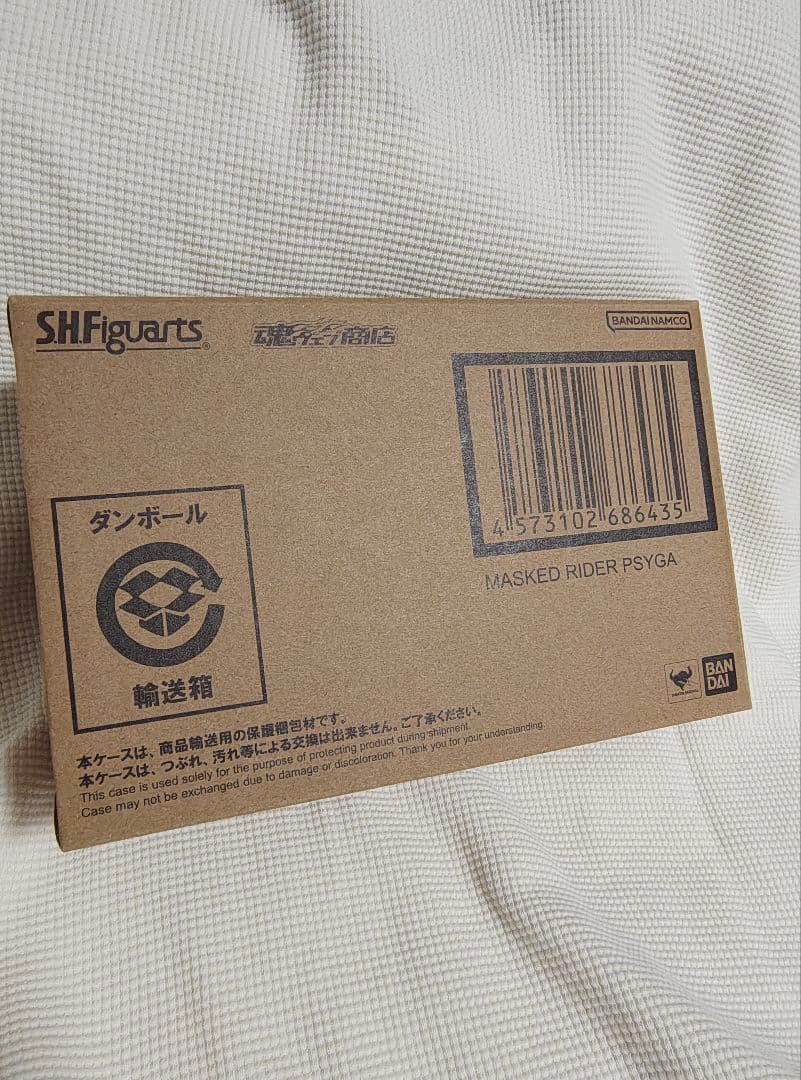 S.H.Figuarts®
魂ウェブ商店
BANDAI NAMCO
4 573102 686435
MASKED RIDER PSYGA
ダンボール
輸送箱
BAN
DAI
本ケースは、商品輸送用の保護梱包材です。
本ケースは、つぶれ、汚れ等による交換は出来ません。ご了承ください。
This case is used solely for the purpose of protecting product during shipment.
Case may not be exchanged due to damage or discoloration. Thank you for your understanding.